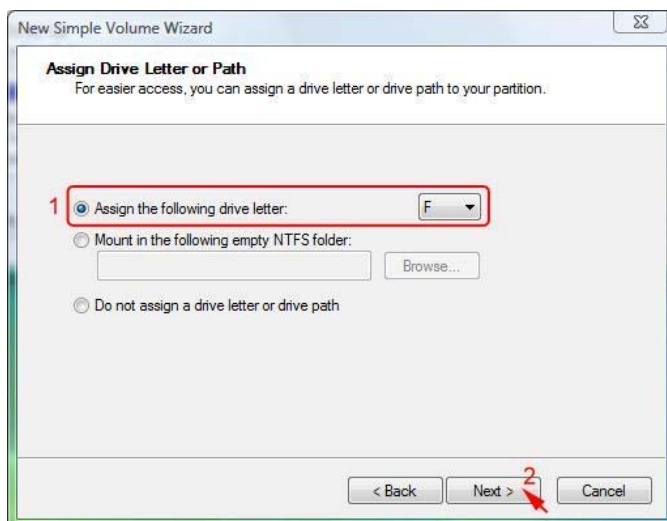 New Simple Volume Wizard
Assign Drive Letter or Path
For easier access, you can assign a drive letter or drive path to your partition.
1 Assign the following drive letter: F
Mount in the following empty NTFS folder:
Browse...
Do not assign a drive letter or drive path
2
< Back Next > Cancel